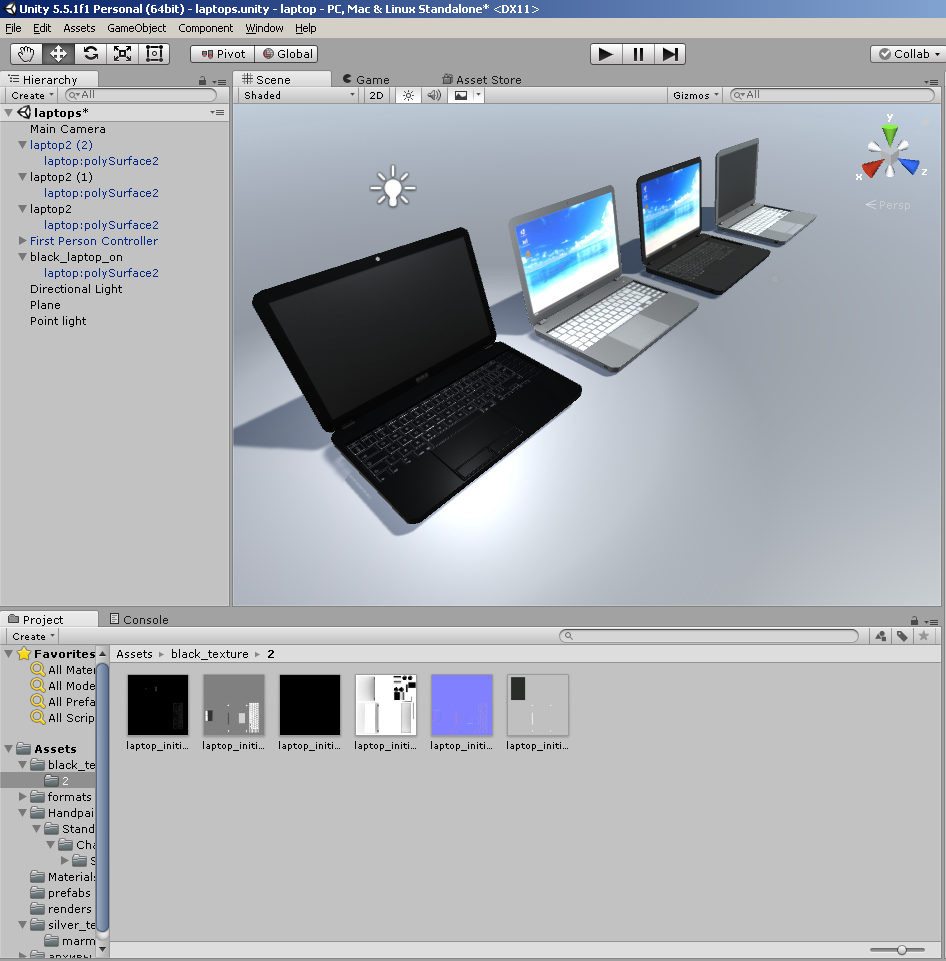 Unity 5.5.1f1 Personal (64bit) - laptops.unity - laptop - PC, Mac & Linux Standalone* <DX11>
File Edit Assets GameObject Component Window Help
Pivot Global Collab
Hierarchy Scene Game Asset Store
Create All Shaded 2D Gizmos All
laptops*
Main Camera
laptop2 (2)
laptop:polySurface2
laptop2 (1)
laptop:polySurface2
laptop2
laptop:polySurface2
First Person Controller
black_laptop_on
laptop:polySurface2
Directional Light
Plane
Point light
y
x
z
Persp
Project Console
Create
Favorites
All Mater
All Mode
All Prefa
All Scrip
Assets
black_te
2
formats
Handpai
Stand
Cha
S
Materials
prefabs
renders
silver_te
marm
архивы
Assets black_texture 2
laptop_initi... laptop_initi... laptop_initi... laptop_initi... laptop_initi... laptop_initi...